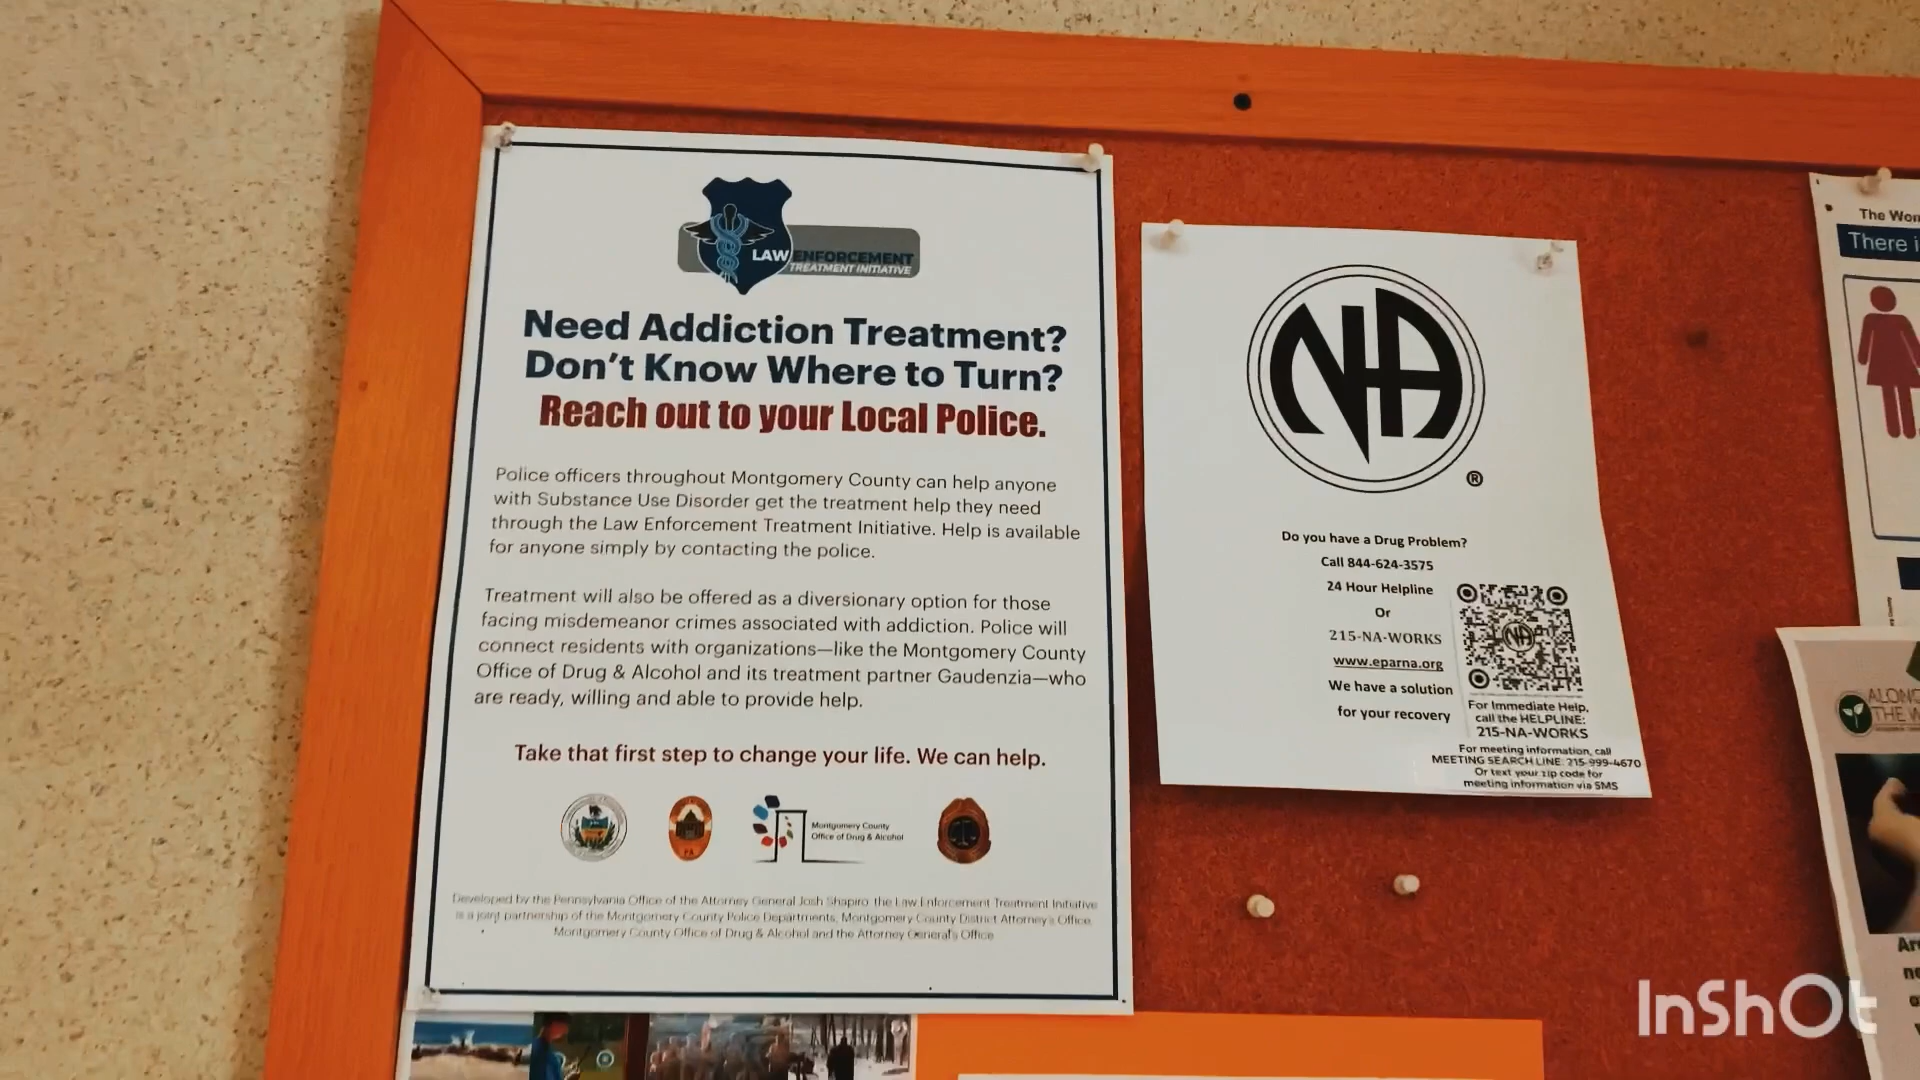 LAW ENFORCEMENT
TREATMENT INITIATIVE
Need Addiction Treatment?
Don't Know Where to Turn?
Reach out to your Local Police.
Police officers throughout Montgomery County can help anyone
with Substance Use Disorder get the treatment help they need
through the Law Enforcement Treatment Initiative. Help is available
for anyone simply by contacting the police.
Treatment will also be offered as a diversionary option for those
facing misdemeanor crimes associated with addiction. Police will
connect residents with organizations—like the Montgomery County
Office of Drug & Alcohol and its treatment partner Gaudenzia—who
are ready, willing and able to provide help.
Take that first step to change your life. We can help.
PA
Montgomery County
Office of Drug & Alcohol
Developed by the Pennsylvania Office of the Attorney General Josh Shapiro, the Law Enforcement Treatment Initiative
is a joint partnership of the Montgomery County Police Departments, Montgomery County District Attorney's Office,
Montgomery County Office of Drug & Alcohol and the Attorney General's Office
NA
®
Do you have a Drug Problem?
Call 844-624-3575
24 Hour Helpline
Or
215-NA-WORKS
www.eparna.org
We have a solution
for your recovery
NA
For Immediate Help,
call the HELPLINE:
215-NA-WORKS
For meeting information, call
MEETING SEARCH LINE: 215-999-4670
Or text your zip code for
meeting information via SMS
The
There
THE
InShOt